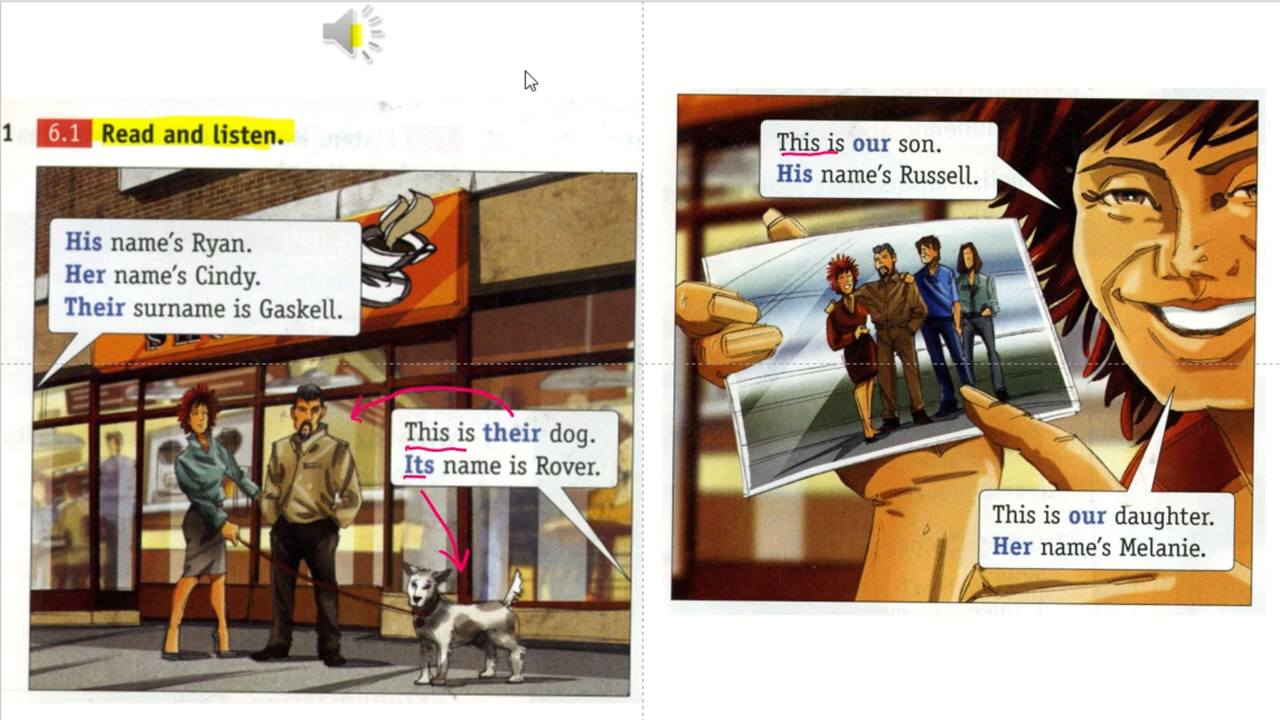 1 6.1 Read and listen.
His name's Ryan.
Her name's Cindy.
Their surname is Gaskell.
This is their dog.
Its name is Rover.
This is our son.
His name's Russell.
This is our daughter.
Her name's Melanie.